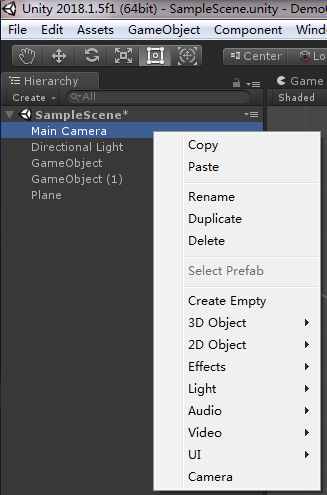 Unity 2018.1.5f1 (64bit) - SampleScene.unity - Demo
File Edit Assets GameObject Component Windo
Center Lo
Hierarchy Game
Create All Shaded
SampleScene*
Main Camera
Directional Light
GameObject
GameObject (1)
Plane
Copy
Paste
Rename
Duplicate
Delete
Select Prefab
Create Empty
3D Object
2D Object
Effects
Light
Audio
Video
UI
Camera